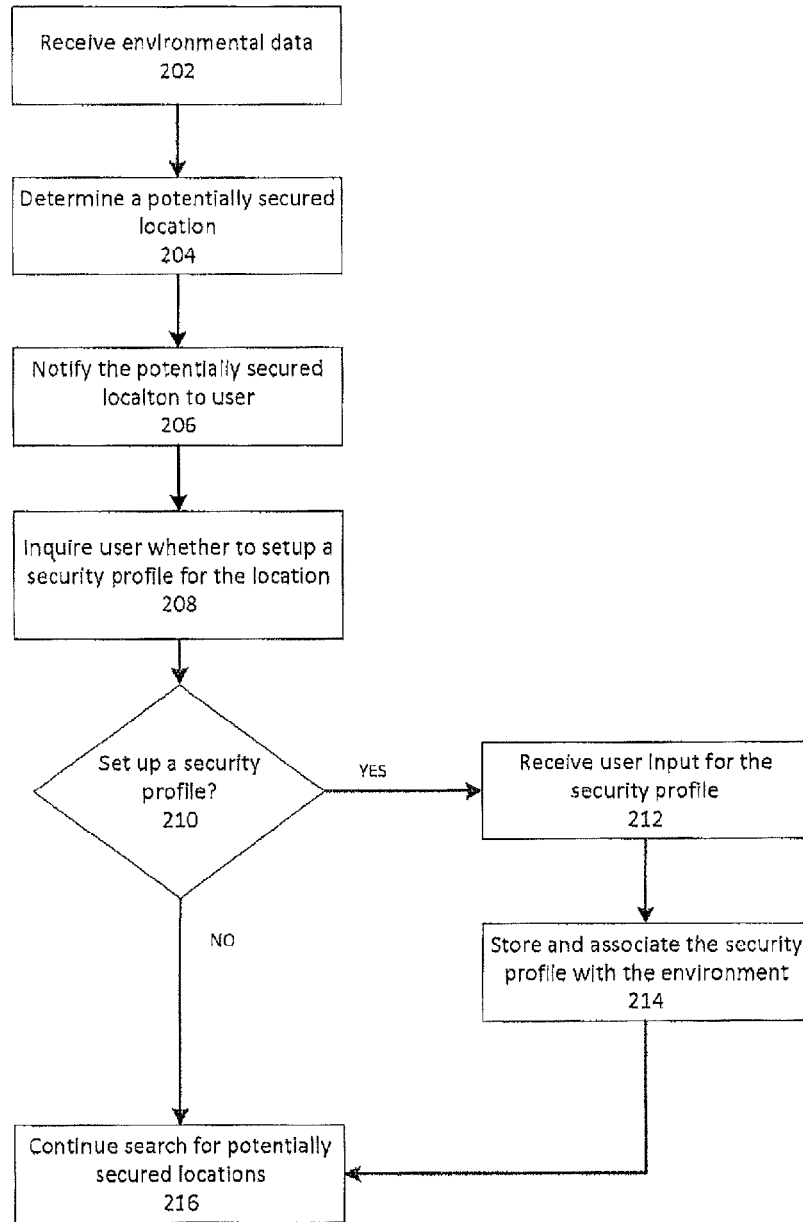 Receive environmental data
202
Determine a potentially secured
location
204
Notify the potentially secured
localton to user
206
Inquire user whether to setup a
security profile for the location
208
Set up a security
profile?
210
YES
Receive user input for the
security profile
212
NO
Store and associate the security
profile with the environment
214
Continue search for potentially
secured locations
216